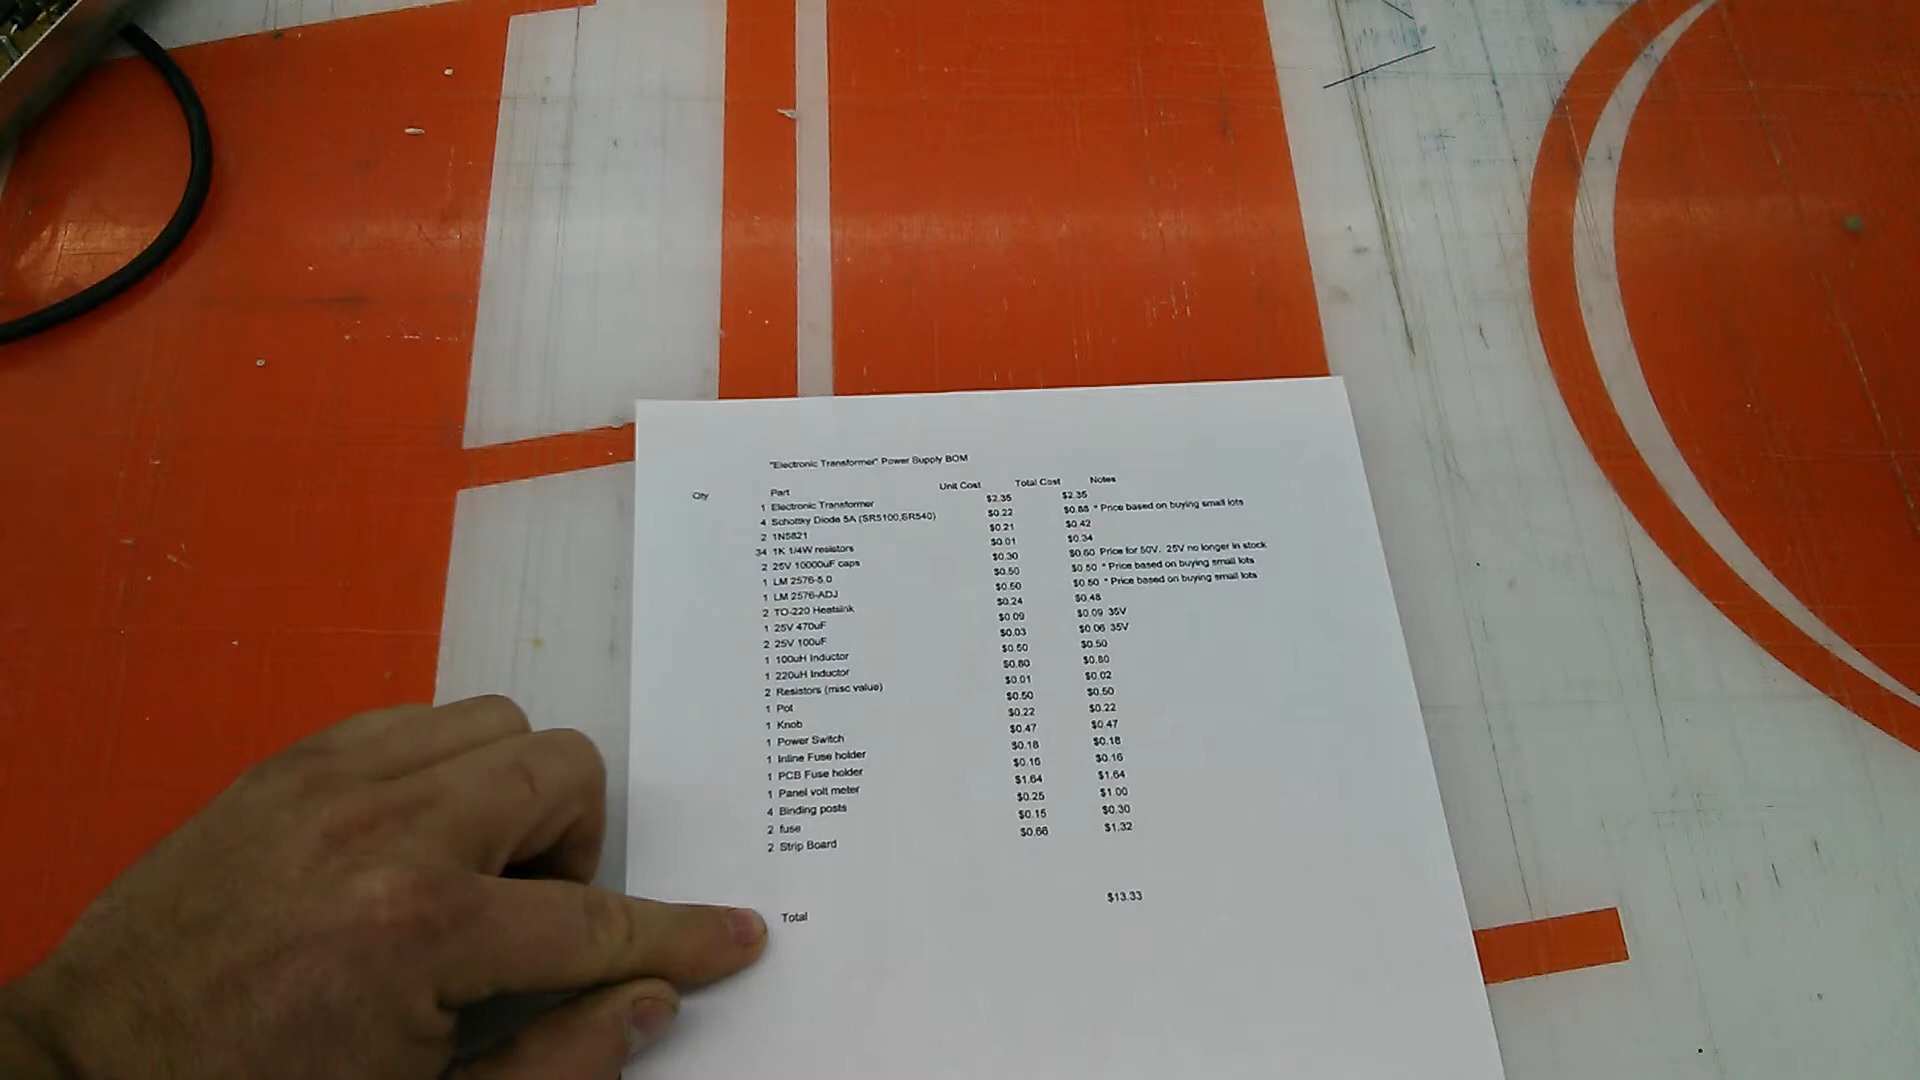 "Electronic Transformer" Power Supply BOM
Qty Part Unit Cost Total Cost Notes
1 Electronic Transformer $2.35 $2.35
4 Schottky Diode 5A (SR5100,SR540) $0.22 $0.88 * Price based on buying small lots
2 1N5821 $0.21 $0.42
34 1K 1/4W resistors $0.01 $0.34
2 25V 10000uF caps $0.30 $0.60 Price for 50V. 25V no longer in stock
1 LM 2576-5.0 $0.50 $0.50 * Price based on buying small lots
1 LM 2576-ADJ $0.50 $0.50 * Price based on buying small lots
2 TO-220 Heatsink $0.24 $0.48
1 25V 470uF $0.09 $0.09 35V
2 25V 100uF $0.03 $0.06 35V
1 100uH Inductor $0.50 $0.50
1 220uH Inductor $0.80 $0.80
2 Resistors (misc value) $0.01 $0.02
1 Pot $0.50 $0.50
1 Knob $0.22 $0.22
1 Power Switch $0.47 $0.47
1 Inline Fuse holder $0.18 $0.18
1 PCB Fuse holder $0.16 $0.16
1 Panel volt meter $1.64 $1.64
4 Binding posts $0.25 $1.00
2 fuse $0.15 $0.30
2 Strip Board $0.66 $1.32
Total $13.33